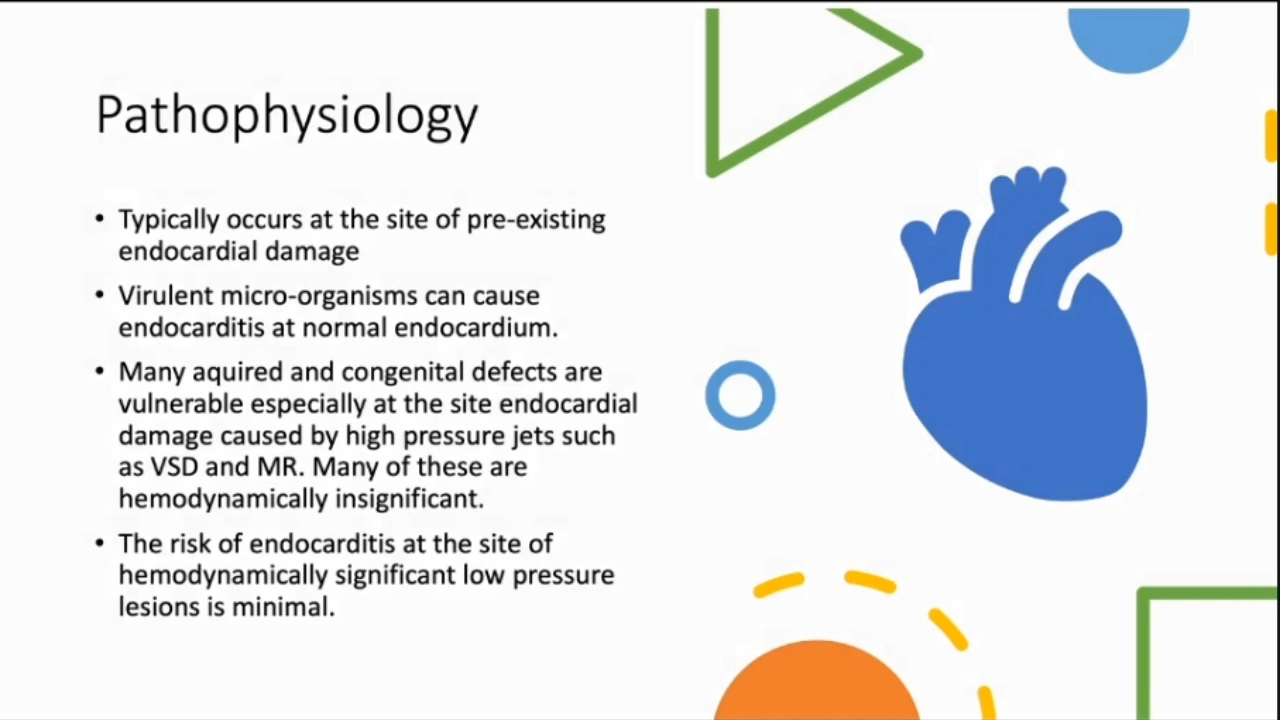 Pathophysiology
• Typically occurs at the site of pre-existing
endocardial damage
• Virulent micro-organisms can cause
endocarditis at normal endocardium.
• Many aquired and congenital defects are
vulnerable especially at the site endocardial
damage caused by high pressure jets such
as VSD and MR. Many of these are
hemodynamically insignificant.
• The risk of endocarditis at the site of
hemodynamically significant low pressure
lesions is minimal.